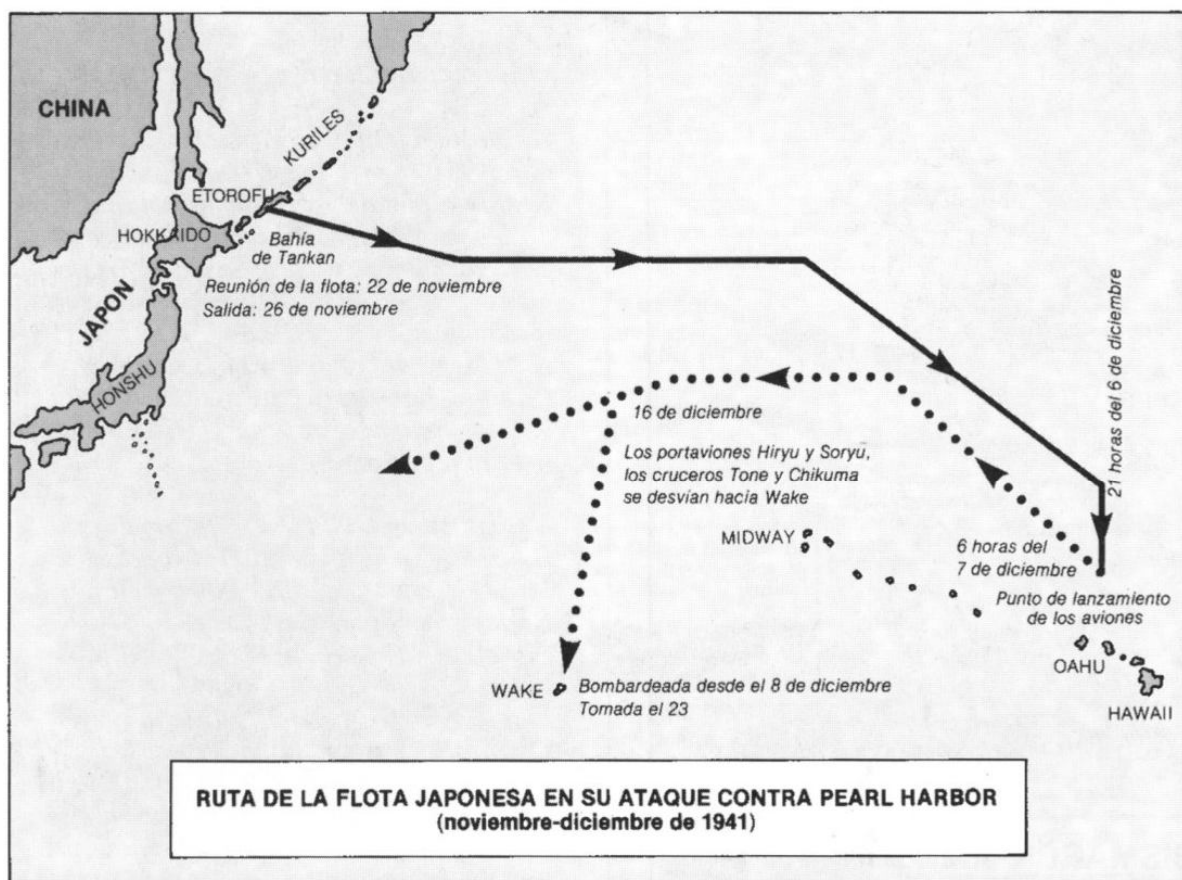 CHINA
KURILES
ETOROFU
HOKKAIDO
Bahía
de Tankan
Reunión de la flota: 22 de noviembre
Salida: 26 de noviembre
JAPON
HONSHU
21 horas del 6 de diciembre
16 de diciembre
Los portaviones Hiryu y Soryu,
los cruceros Tone y Chikuma
se desvían hacia Wake
MIDWAY
6 horas del
7 de diciembre
Punto de lanzamiento
de los aviones
OAHU
HAWAII
WAKE
Bombardeada desde el 8 de diciembre
Tomada el 23
RUTA DE LA FLOTA JAPONESA EN SU ATAQUE CONTRA PEARL HARBOR
(noviembre-diciembre de 1941)